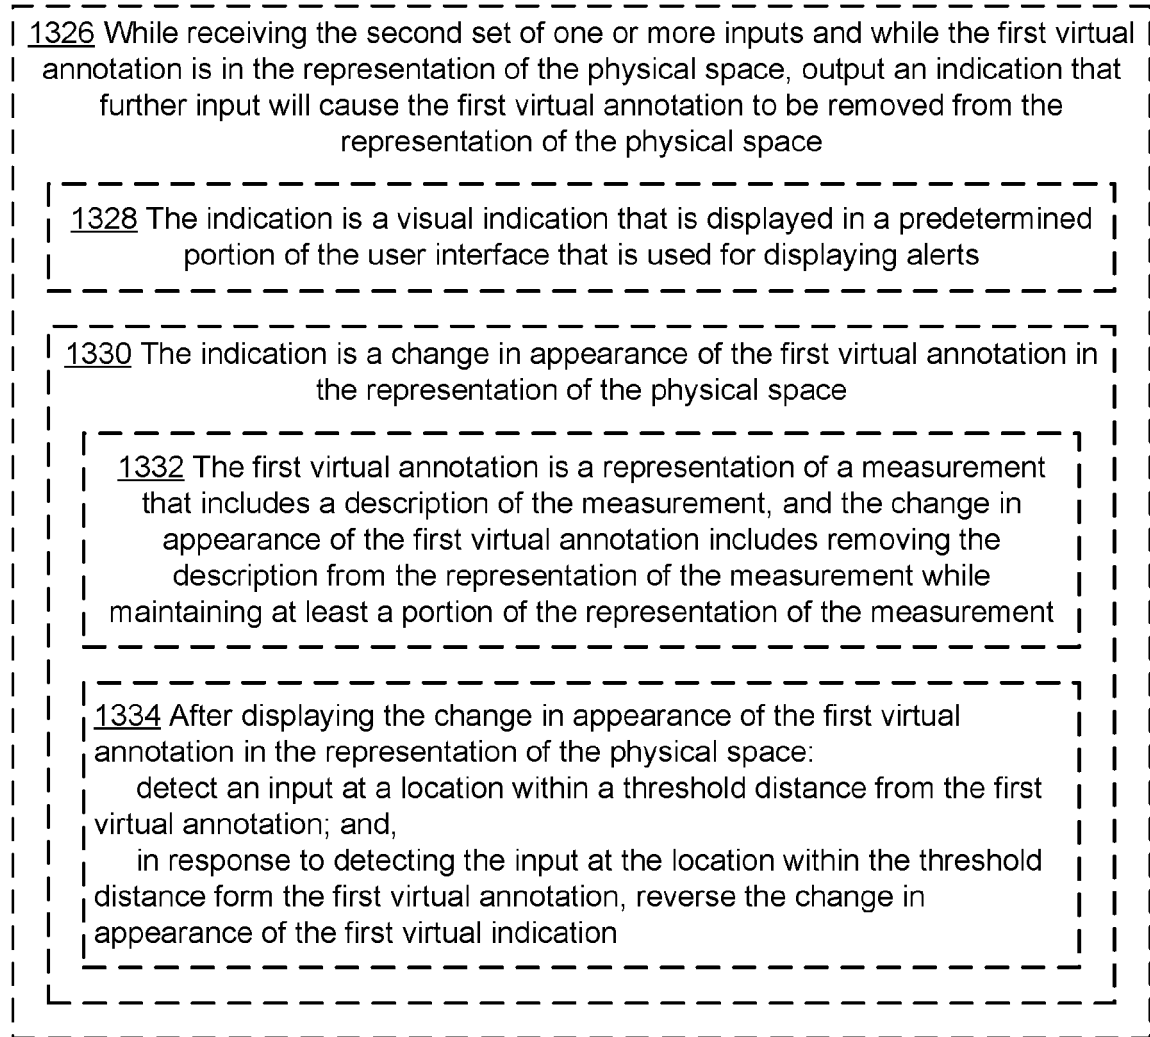 1326 While receiving the second set of one or more inputs and while the first virtual
annotation is in the representation of the physical space, output an indication that
further input will cause the first virtual annotation to be removed from the
representation of the physical space
1328 The indication is a visual indication that is displayed in a predetermined
portion of the user interface that is used for displaying alerts
1330 The indication is a change in appearance of the first virtual annotation in
the representation of the physical space
1332 The first virtual annotation is a representation of a measurement
that includes a description of the measurement, and the change in
appearance of the first virtual annotation includes removing the
description from the representation of the measurement while
maintaining at least a portion of the representation of the measurement
1334 After displaying the change in appearance of the first virtual
annotation in the representation of the physical space:
detect an input at a location within a threshold distance from the first
virtual annotation; and,
in response to detecting the input at the location within the threshold
distance form the first virtual annotation, reverse the change in
appearance of the first virtual indication